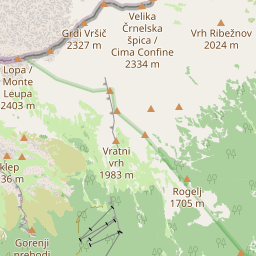 Grdi Vršič
2327 m
Velika
Črnelska
špica /
Cima Confine
2334 m
Vrh Ribežnov
2024 m
Lopa /
Monte
Leupa
2403 m
Vratni
vrh
1983 m
sklep
36 m
Rogelj
1705 m
Gorenji
prehodi